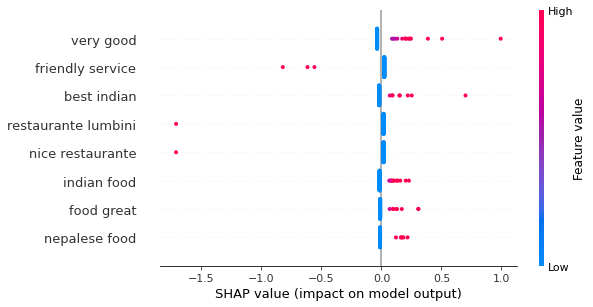 High
very good
friendly service
best indian
restaurante lumbini
nice restaurante
indian food
food great
nepalese food
Feature value
Low
−1.5 −1.0 −0.5 0.0 0.5 1.0
SHAP value (impact on model output)